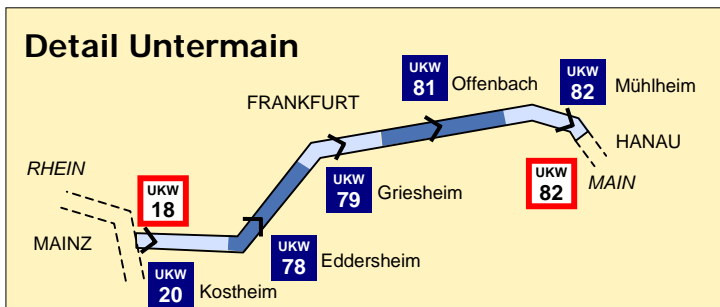 Detail Untermain
UKW
81
Offenbach
UKW
82
Mühlheim
FRANKFURT
HANAU
RHEIN
UKW
18
UKW
79
Griesheim
UKW
82
MAIN
MAINZ
UKW
78
Eddersheim
UKW
20
Kostheim